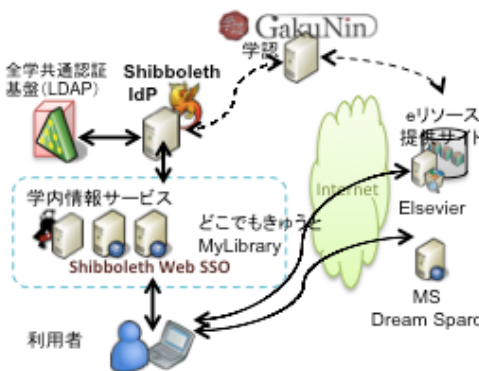 GakuNin
学認
全学共通認証
基盤(LDAP)
Shibboleth
IdP
eリソース
提供サイト
学内情報サービス
どこでもきゅうと
MyLibrary
Internet
Elsevier
Shibboleth Web SSO
MS
Dream Sparc
利用者